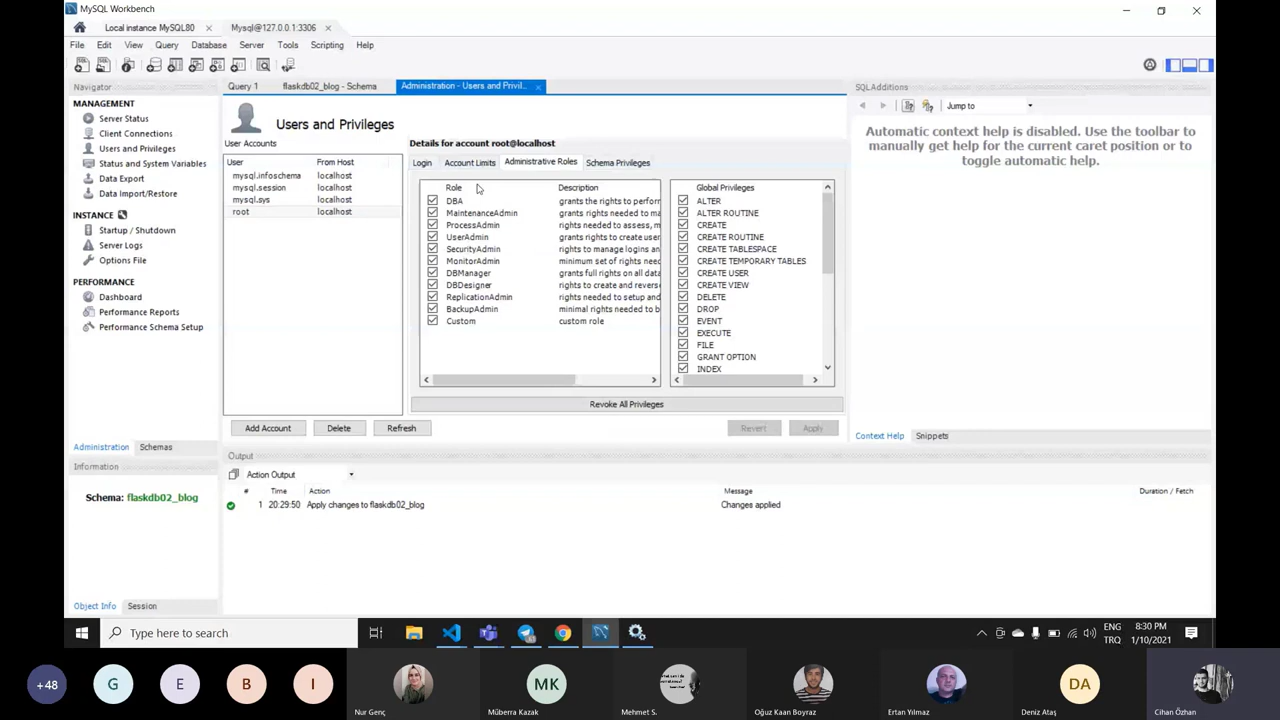 MySQL Workbench
Local instance MySQL80
Mysql@127.0.0.1:3306
File Edit View Query Database Server Tools Scripting Help
Navigator
MANAGEMENT
Server Status
Client Connections
Users and Privileges
Status and System Variables
Data Export
Data Import/Restore
INSTANCE
Startup / Shutdown
Server Logs
Options File
PERFORMANCE
Dashboard
Performance Reports
Performance Schema Setup
Administration Schemas
Information
Schema: flaskdb02_blog
Object Info Session
Query 1
flaskdb02_blog - Schema
Administration - Users and Privil...
Users and Privileges
User Accounts
User From Host
mysql.infoschema localhost
mysql.session localhost
mysql.sys localhost
root localhost
Add Account
Delete
Refresh
Details for account root@localhost
Login Account Limits Administrative Roles Schema Privileges
Role Description
DBA grants the rights to perform
MaintenanceAdmin grants rights needed to ma
ProcessAdmin rights needed to assess, m
UserAdmin grants rights to create user
SecurityAdmin rights to manage logins an
MonitorAdmin minimum set of rights need
DBManager grants full rights on all data
DBDesigner rights to create and revers
ReplicationAdmin rights needed to setup and
BackupAdmin minimal rights needed to b
Custom custom role
Global Privileges
ALTER
ALTER ROUTINE
CREATE
CREATE ROUTINE
CREATE TABLESPACE
CREATE TEMPORARY TABLES
CREATE USER
CREATE VIEW
DELETE
DROP
EVENT
EXECUTE
FILE
GRANT OPTION
INDEX
Revoke All Privileges
Revert
Apply
SQLAdditions
Jump to
Automatic context help is disabled. Use the toolbar to
manually get help for the current caret position or to
toggle automatic help.
Context Help Snippets
Output
Action Output
# Time Action Message Duration / Fetch
1 20:29:50 Apply changes to flaskdb02_blog Changes applied
Type here to search
ENG
TRQ
8:30 PM
1/10/2021
+48
G
E
B
I
MK
DA
Nur Genç
Müberra Kazak
Mehmet S.
Oğuz Kaan Boyraz
Ertan Yılmaz
Deniz Ataş
Cihan Özhan